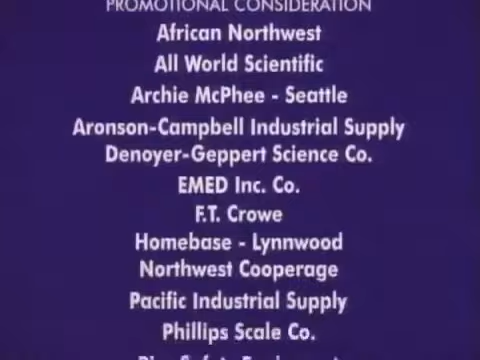 PROMOTIONAL CONSIDERATION
African Northwest
All World Scientific
Archie McPhee - Seattle
Aronson-Campbell Industrial Supply
Denoyer-Geppert Science Co.
EMED Inc. Co.
F.T. Crowe
Homebase - Lynnwood
Northwest Cooperage
Pacific Industrial Supply
Phillips Scale Co.